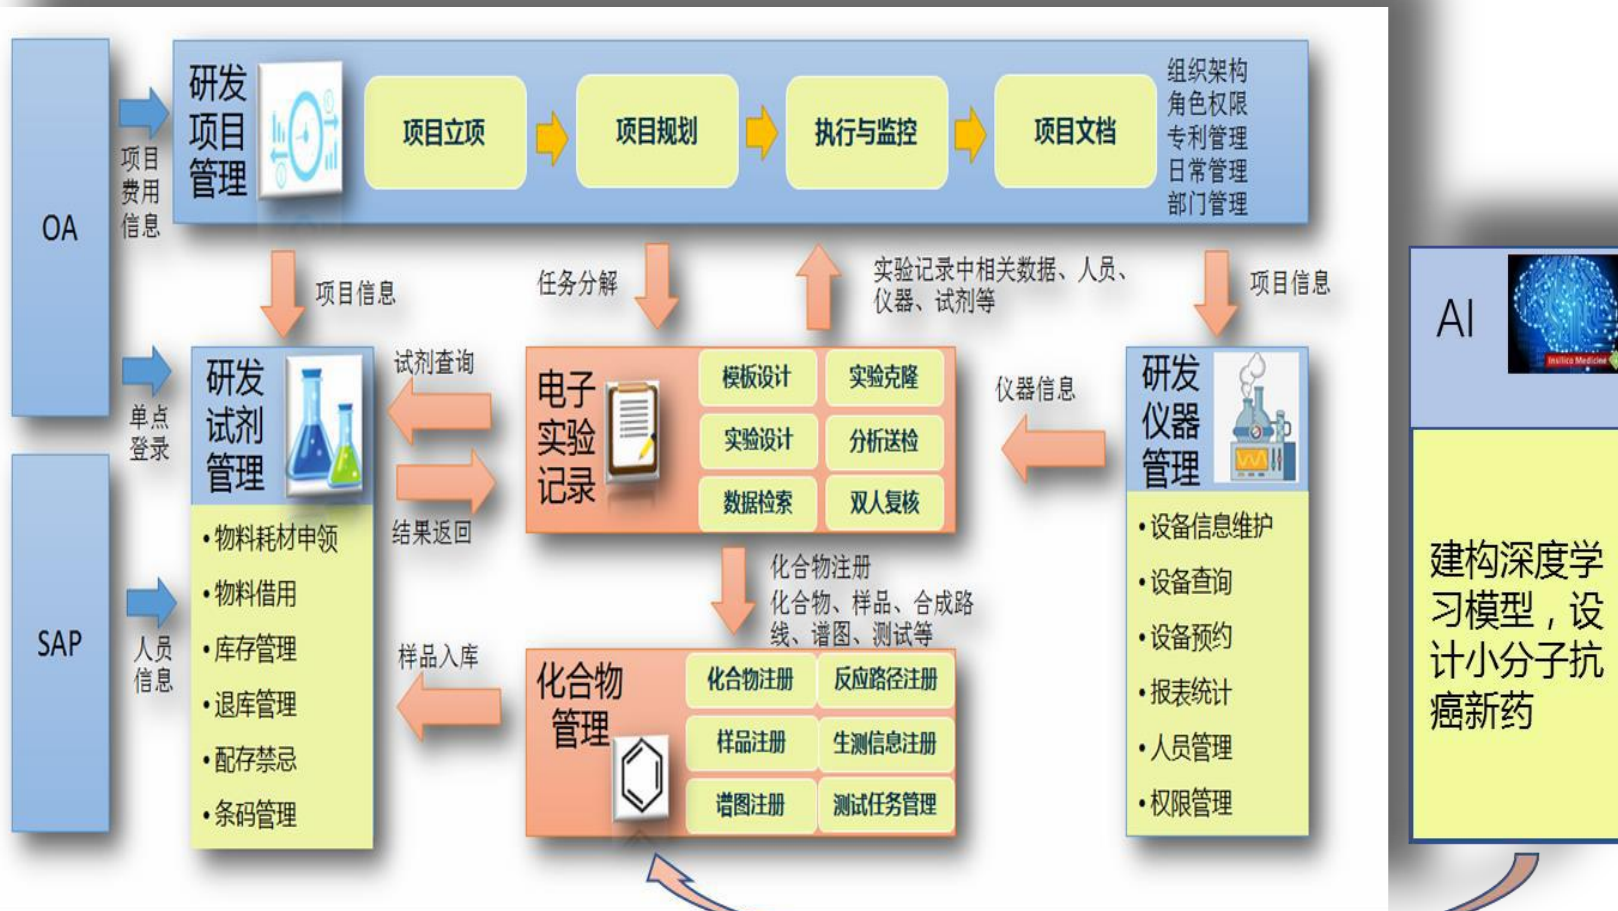 OA
SAP
项目
费用
信息
单点
登录
人员
信息
研发
项目
管理
项目立项
项目规划
执行与监控
项目文档
组织架构
角色权限
专利管理
日常管理
部门管理
项目信息
任务分解
实验记录中相关数据、人员、
仪器、试剂等
项目信息
研发
试剂
管理
•物料耗材申领
•物料借用
•库存管理
•退库管理
•配存禁忌
•条码管理
试剂查询
结果返回
样品入库
电子
实验
记录
模板设计
实验克隆
实验设计
分析送检
数据检索
双人复核
化合物注册
化合物、样品、合成路
线、谱图、测试等
化合物
管理
化合物注册
反应路径注册
样品注册
生测信息注册
谱图注册
测试任务管理
仪器信息
研发
仪器
管理
•设备信息维护
•设备查询
•设备预约
•报表统计
•人员管理
•权限管理
AI
Insilico Medicine
建构深度学
习模型，设
计小分子抗
癌新药